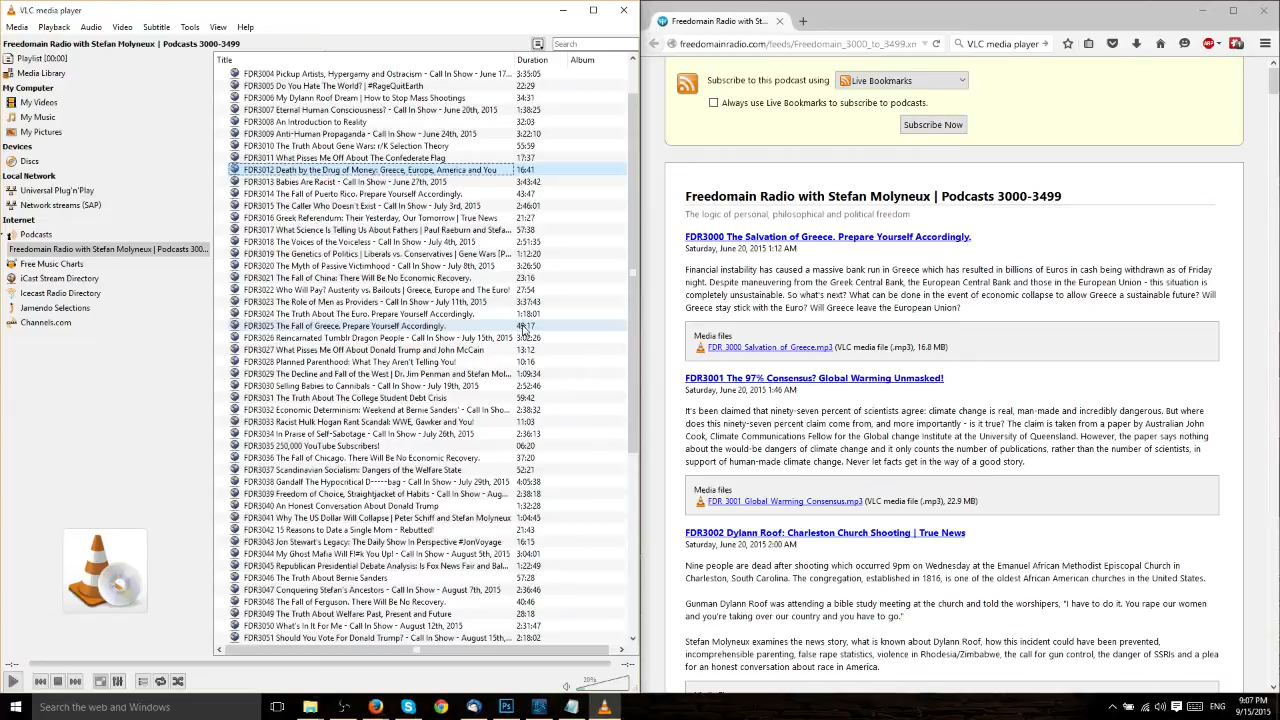 VLC media player
Media Playback Audio Video Subtitle Tools View Help
Freedomain Radio with Stefan Molyneux | Podcasts 3000-3499
Search
Playlist [00:00]
Media Library
My Computer
My Videos
My Music
My Pictures
Devices
Discs
Local Network
Universal Plug'n'Play
Network streams (SAP)
Internet
Podcasts
Freedomain Radio with Stefan Molyneux | Podcasts 300...
Free Music Charts
iCast Stream Directory
Icecast Radio Directory
Jamendo Selections
Channels.com
Title Duration Album
FDR3004 Pickup Artists, Hypergamy and Ostracism - Call In Show - June 17... 3:35:05
FDR3005 Do You Hate The World? | #RageQuitEarth 22:29
FDR3006 My Dylann Roof Dream | How to Stop Mass Shootings 34:31
FDR3007 Eternal Human Consciousness? - Call In Show - June 20th, 2015 1:38:25
FDR3008 An Introduction to Reality 32:03
FDR3009 Anti-Human Propaganda - Call In Show - June 24th, 2015 3:22:10
FDR3010 The Truth About Gene Wars: r/K Selection Theory 55:59
FDR3011 What Pisses Me Off About The Confederate Flag 17:37
FDR3012 Death by the Drug of Money: Greece, Europe, America and You 16:41
FDR3013 Babies Are Racist - Call In Show - June 27th, 2015 3:43:42
FDR3014 The Fall of Puerto Rico. Prepare Yourself Accordingly. 43:47
FDR3015 The Caller Who Doesn't Exist - Call In Show - July 3rd, 2015 2:46:01
FDR3016 Greek Referendum: Their Yesterday, Our Tomorrow | True News 21:27
FDR3017 What Science Is Telling Us About Fathers | Paul Raeburn and Stefa... 57:38
FDR3018 The Voices of the Voiceless - Call In Show - July 4th, 2015 2:51:35
FDR3019 The Genetics of Politics | Liberals vs. Conservatives | Gene Wars [P... 1:12:20
FDR3020 The Myth of Passive Victimhood - Call In Show - July 8th, 2015 3:26:50
FDR3021 The Fall of China: There Will Be No Economic Recovery. 23:16
FDR3022 Who Will Pay? Austerity vs. Bailouts | Greece, Europe and The Euro! 27:54
FDR3023 The Role of Men as Providers - Call In Show - July 11th, 2015 3:37:43
FDR3024 The Truth About The Euro. Prepare Yourself Accordingly. 1:18:01
FDR3025 The Fall of Greece, Prepare Yourself Accordingly.
FDR3026 Reincarnated Tumblr Dragon People - Call In Show - July 15th, 2015 3:02:26
FDR3027 What Pisses Me Off About Donald Trump and John McCain 13:12
FDR3028 Planned Parenthood: What They Aren't Telling You! 10:16
FDR3029 The Decline and Fall of the West | Dr. Jim Penman and Stefan Mol... 1:09:34
FDR3030 Selling Babies to Cannibals - Call In Show - July 19th, 2015 2:52:46
FDR3031 The Truth About The College Student Debt Crisis 59:42
FDR3032 Economic Determinism: Weekend at Bernie Sanders' - Call In Sho... 2:38:32
FDR3033 Racist Hulk Hogan Rant Scandal: WWE, Gawker and You! 11:03
FDR3034 In Praise of Self-Sabotage - Call In Show - July 26th, 2015 2:36:13
FDR3035 250,000 YouTube Subscribers! 06:20
FDR3036 The Fall of Chicago. There Will Be No Economic Recovery. 37:20
FDR3037 Scandinavian Socialism: Dangers of the Welfare State 52:21
FDR3038 Gandalf The Hypocritical D-----bag - Call In Show - July 29th, 2015 4:05:38
FDR3039 Freedom of Choice, Straightjacket of Habits - Call In Show - Aug... 2:38:18
FDR3040 An Honest Conversation About Donald Trump 1:32:28
FDR3041 Why The US Dollar Will Collapse | Peter Schiff and Stefan Molyneux 1:04:45
FDR3042 15 Reasons to Date a Single Mom - Rebutted! 21:43
FDR3043 Jon Stewart's Legacy: The Daily Show In Perspective #JonVoyage 16:15
FDR3044 My Ghost Mafia Will F!#k You Up! - Call In Show - August 5th, 2015 3:04:01
FDR3045 Republican Presidential Debate Analysis: Is Fox News Fair and Bal... 1:22:49
FDR3046 The Truth About Bernie Sanders 57:28
FDR3047 Conquering Stefan's Ancestors - Call In Show - August 7th, 2015 2:36:46
FDR3048 The Fall of Ferguson. There Will Be No Recovery. 40:46
FDR3049 The Truth About Welfare: Past, Present and Future 28:18
FDR3050 What's In It For Me - Call In Show - August 12th, 2015 2:31:47
FDR3051 Should You Vote For Donald Trump? - Call In Show - August 15th,... 2:18:02
--:-- --:--
20%
Freedomain Radio with St...
freedomainradio.com/feeds/Freedomain_3000_to_3499.xm
VLC media player
ABP
Subscribe to this podcast using Live Bookmarks
Always use Live Bookmarks to subscribe to podcasts.
Subscribe Now
Freedomain Radio with Stefan Molyneux | Podcasts 3000-3499
The logic of personal, philosophical and political freedom
FDR3000 The Salvation of Greece. Prepare Yourself Accordingly.
Saturday, June 20, 2015 1:12 AM
Financial instability has caused a massive bank run in Greece which has resulted in billions of Euros in cash being withdrawn as of Friday
night. Despite maneuvering from the Greek Central Bank, the European Central Bank and those in the European Union - this situation is
completely unsustainable. So what's next? What can be done in the event of economic collapse to allow Greece a sustainable future? Will
Greece stay stick with the Euro? Will Greece leave the European Union?
Media files
FDR_3000_Salvation_of_Greece.mp3 (VLC media file (.mp3), 16.8 MB)
FDR3001 The 97% Consensus? Global Warming Unmasked!
Saturday, June 20, 2015 1:46 AM
It's been claimed that ninety-seven percent of scientists agree: climate change is real, man-made and incredibly dangerous. But where
does this ninety-seven percent claim come from, and more importantly - is it true? The claim is taken from a paper by Australian John
Cook, Climate Communications Fellow for the Global change Institute at the University of Queensland. However, the paper says nothing
about the would-be dangers of climate change and it only counts the number of publications, rather than the number of scientists, in
support of human-made climate change. Never let facts get in the way of a good story.
Media files
FDR_3001_Global_Warming_Consensus.mp3 (VLC media file (.mp3), 22.9 MB)
FDR3002 Dylann Roof: Charleston Church Shooting | True News
Saturday, June 20, 2015 2:00 AM
Nine people are dead after shooting which occurred 9pm on Wednesday at the Emanuel African Methodist Episcopal Church in
Charleston, South Carolina. The congregation, established in 1816, is one of the oldest African American churches in the United States.
Gunman Dylann Roof was attending a bible study meeting at the church and told the worshipers, "I have to do it. You rape our women
and you're taking over our country and you have to go."
Stefan Molyneux examines the news story, what is known about Dylann Roof, how this incident could have been prevented,
incomprehensible parenting, false rape statistics, violence in Rhodesia/Zimbabwe, the call for gun control, the danger of SSRIs and a plea
for an honest conversation about race in America.
Search the web and Windows
ENG
9:07 PM
9/15/2015